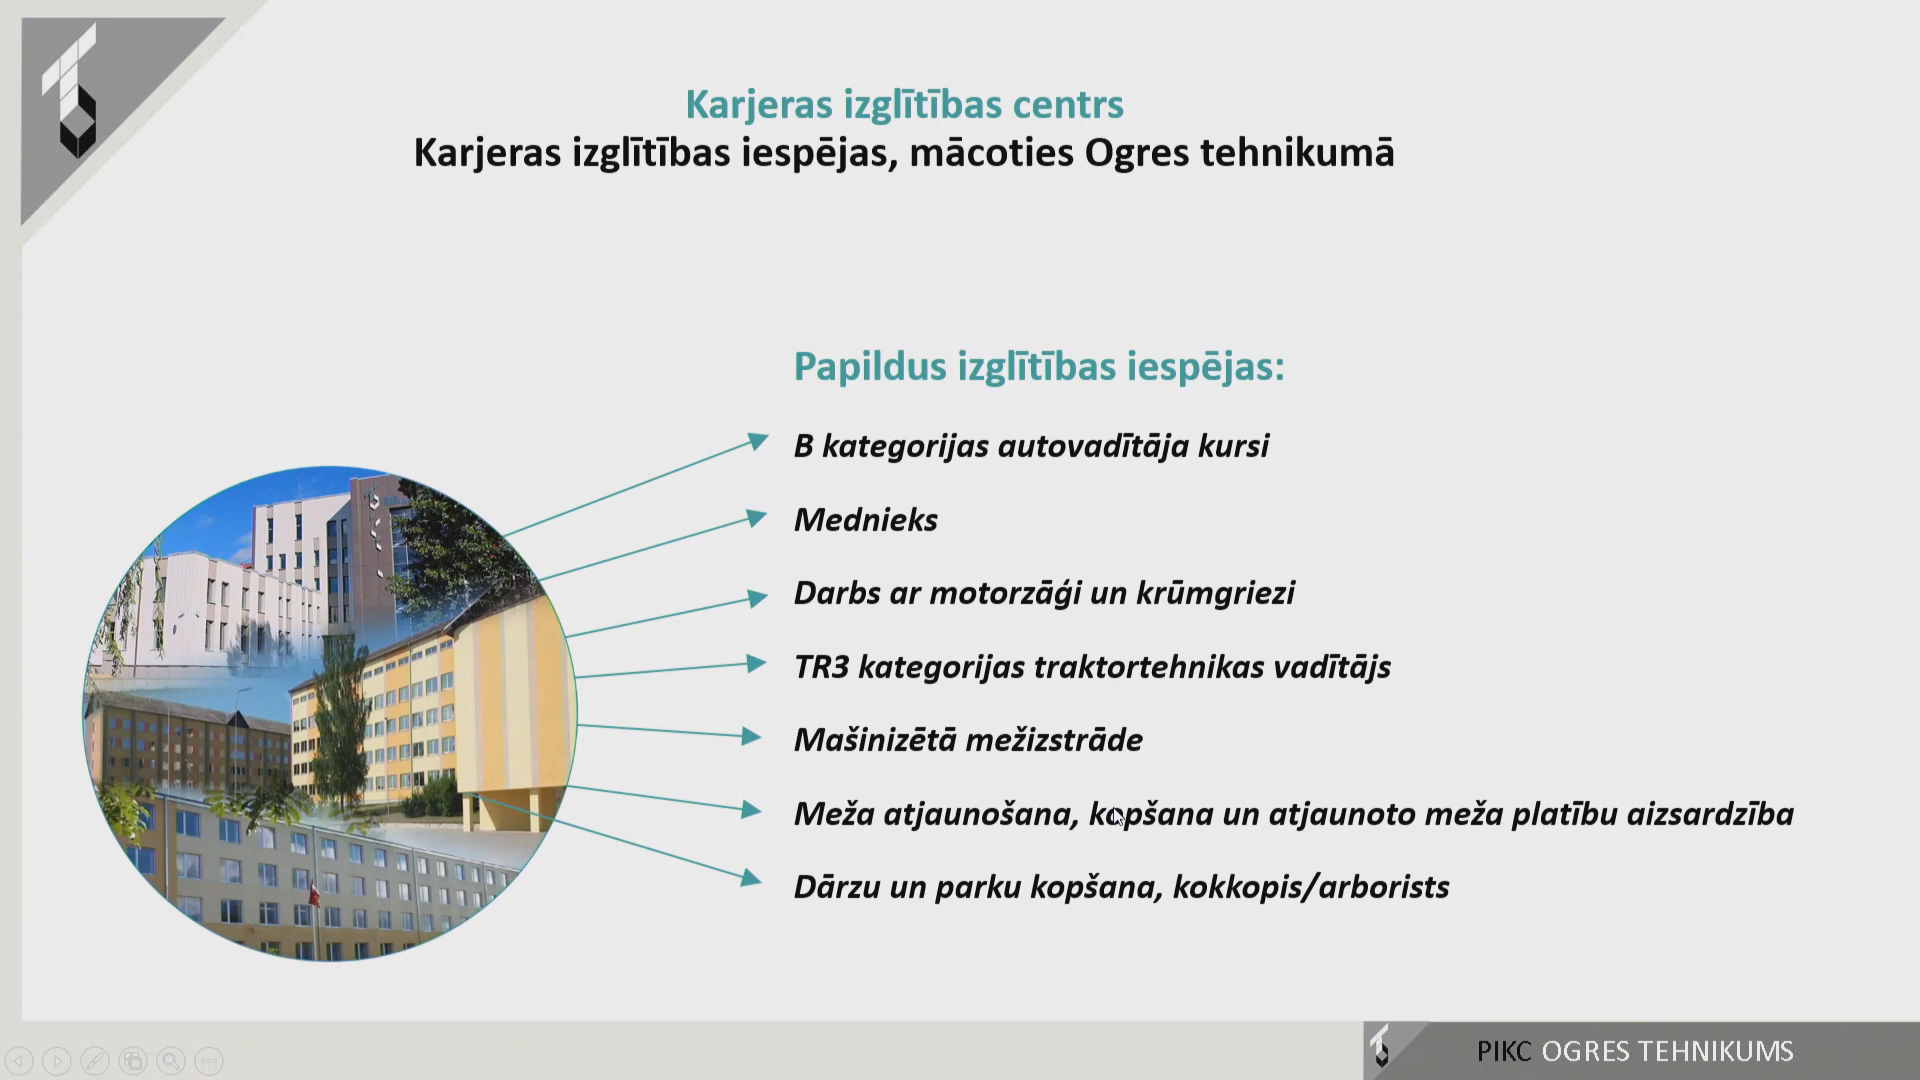 Karjeras izglītības centrs
Karjeras izglītības iespējas, mācoties Ogres tehnikumā
Papildus izglītības iespējas:
B kategorijas autovadītāja kursi
Mednieks
Darbs ar motorzāģi un krūmgriezi
TR3 kategorijas traktortehnikas vadītājs
Mašinizētā mežizstrāde
Meža atjaunošana, kopšana un atjaunoto meža platību aizsardzība
Dārzu un parku kopšana, kokkopis/arborists
PIKC OGRES TEHNIKUMS